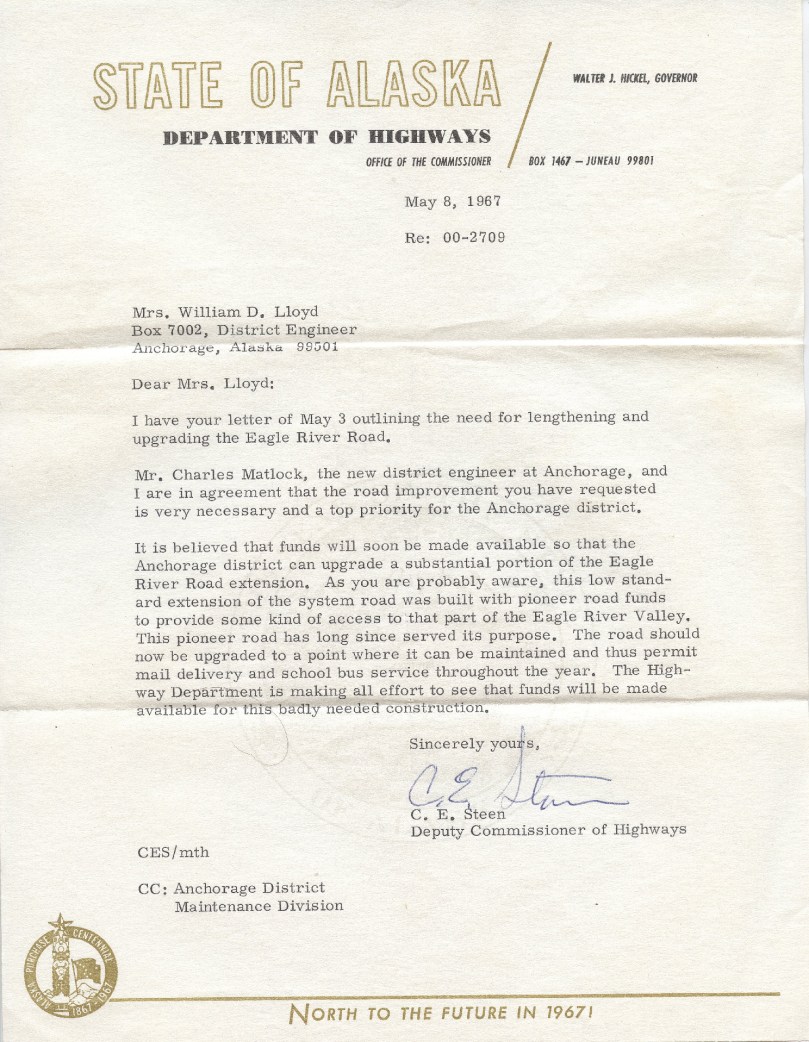 STATE OF ALASKA
WALTER J. HICKEL, GOVERNOR
DEPARTMENT OF HIGHWAYS
OFFICE OF THE COMMISSIONER
BOX 1467 — JUNEAU 99801
May 8, 1967
Re: 00-2709
Mrs. William D. Lloyd
Box 7002, District Engineer
Anchorage, Alaska 99501
Dear Mrs. Lloyd:
I have your letter of May 3 outlining the need for lengthening and
upgrading the Eagle River Road.
Mr. Charles Matlock, the new district engineer at Anchorage, and
I are in agreement that the road improvement you have requested
is very necessary and a top priority for the Anchorage district.
It is believed that funds will soon be made available so that the
Anchorage district can upgrade a substantial portion of the Eagle
River Road extension. As you are probably aware, this low stand-
ard extension of the system road was built with pioneer road funds
to provide some kind of access to that part of the Eagle River Valley.
This pioneer road has long since served its purpose. The road should
now be upgraded to a point where it can be maintained and thus permit
mail delivery and school bus service throughout the year. The High-
way Department is making all effort to see that funds will be made
available for this badly needed construction.
Sincerely yours,
C. E. Steen
C. E. Steen
Deputy Commissioner of Highways
CES/mth
CC: Anchorage District
Maintenance Division
ALASKA PURCHASE CENTENNIAL
1867-1967
NORTH TO THE FUTURE IN 1967!